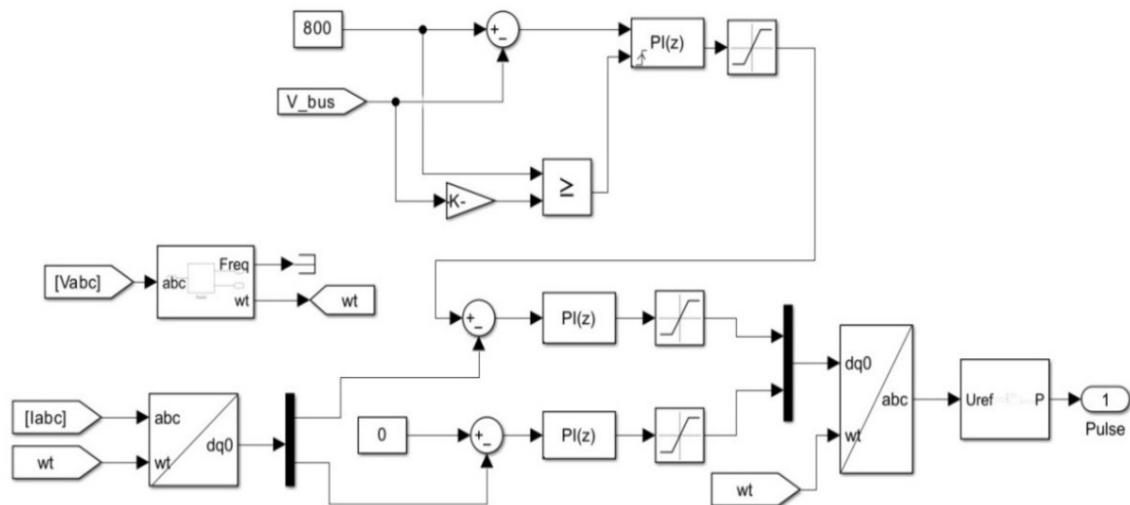 800
+
_
PI(z)
V_bus
-K-
≥
[Vabc]
abc
Freq
wt
wt
+
_
PI(z)
[Iabc]
abc
wt
wt
dq0
0
+
_
PI(z)
dq0
wt
abc
wt
Uref
P
1
Pulse